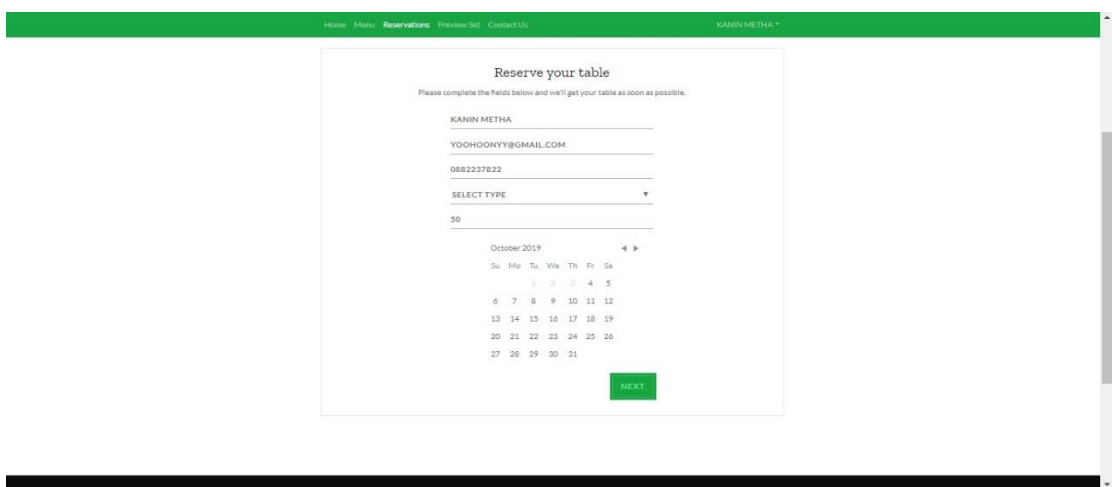 Home Menu Reservations Preview Set Contact Us KANIN METHA
Reserve your table
Please complete the fields below and we'll get your table as soon as possible.
KANIN METHA
YOOHOONYY@GMAIL.COM
0882237822
SELECT TYPE
50
October 2019
Su Mo Tu We Th Fr Sa
1 2 3 4 5
6 7 8 9 10 11 12
13 14 15 16 17 18 19
20 21 22 23 24 25 26
27 28 29 30 31
NEXT